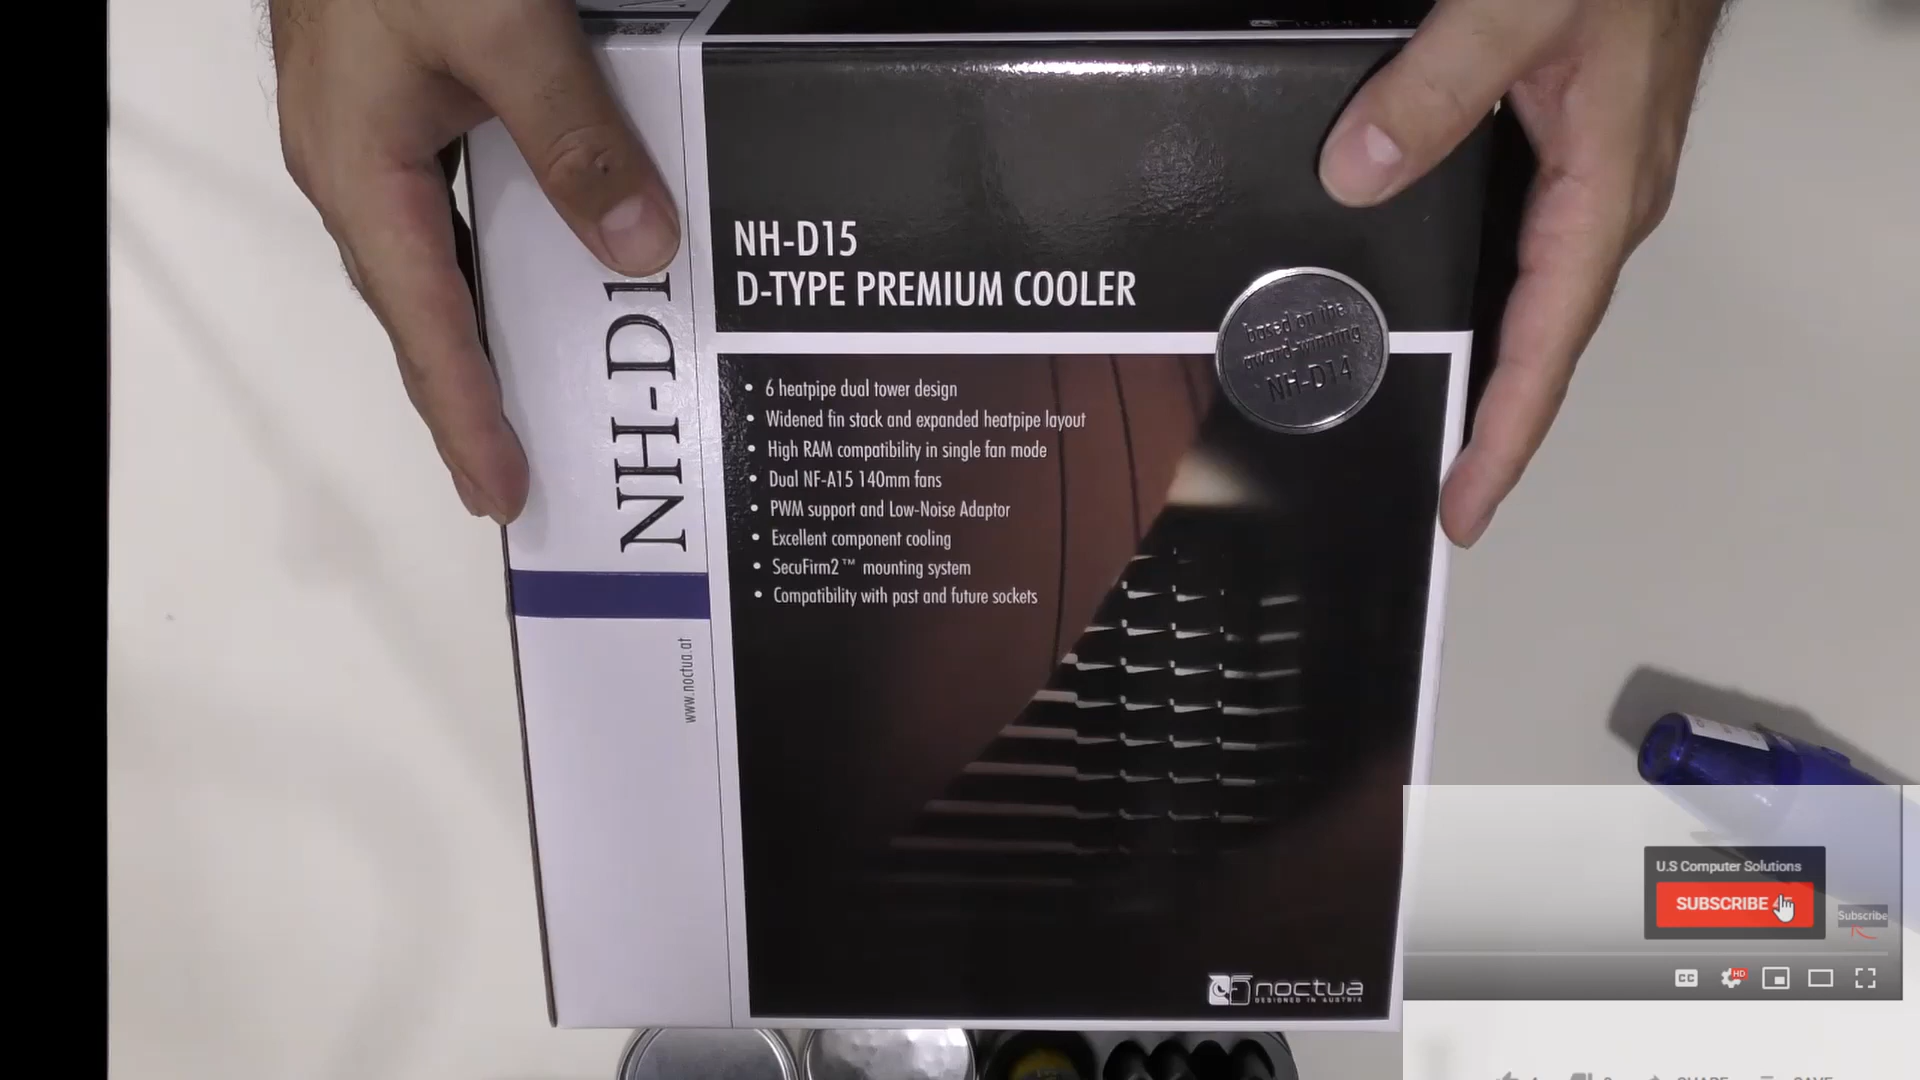 NH-D15
D-TYPE PREMIUM COOLER
based on the
award-winning
NH-D14
• 6 heatpipe dual tower design
• Widened fin stack and expanded heatpipe layout
• High RAM compatibility in single fan mode
• Dual NF-A15 140mm fans
• PWM support and Low-Noise Adaptor
• Excellent component cooling
• SecuFirm2™ mounting system
• Compatibility with past and future sockets
NH-D1
www.noctua.at
noctua
DESIGNED IN AUSTRIA
U.S Computer Solutions
SUBSCRIBE
Subscribe
CC
HD
SHARE
SAVE